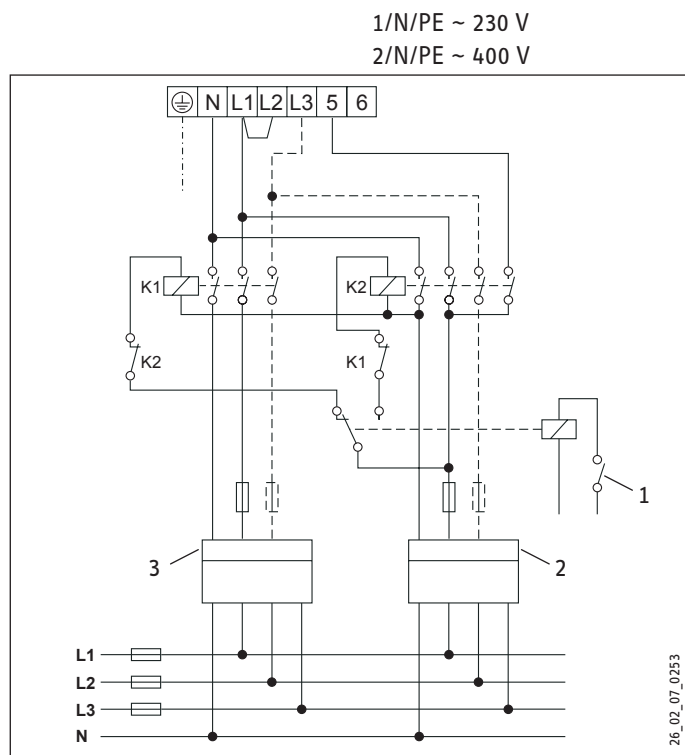 1/N/PE ~ 230 V
2/N/PE ~ 400 V
N L1 L2 L3 5 6
K1
K2
K2
K1
1
3
2
L1
L2
L3
N
26_02_07_0253